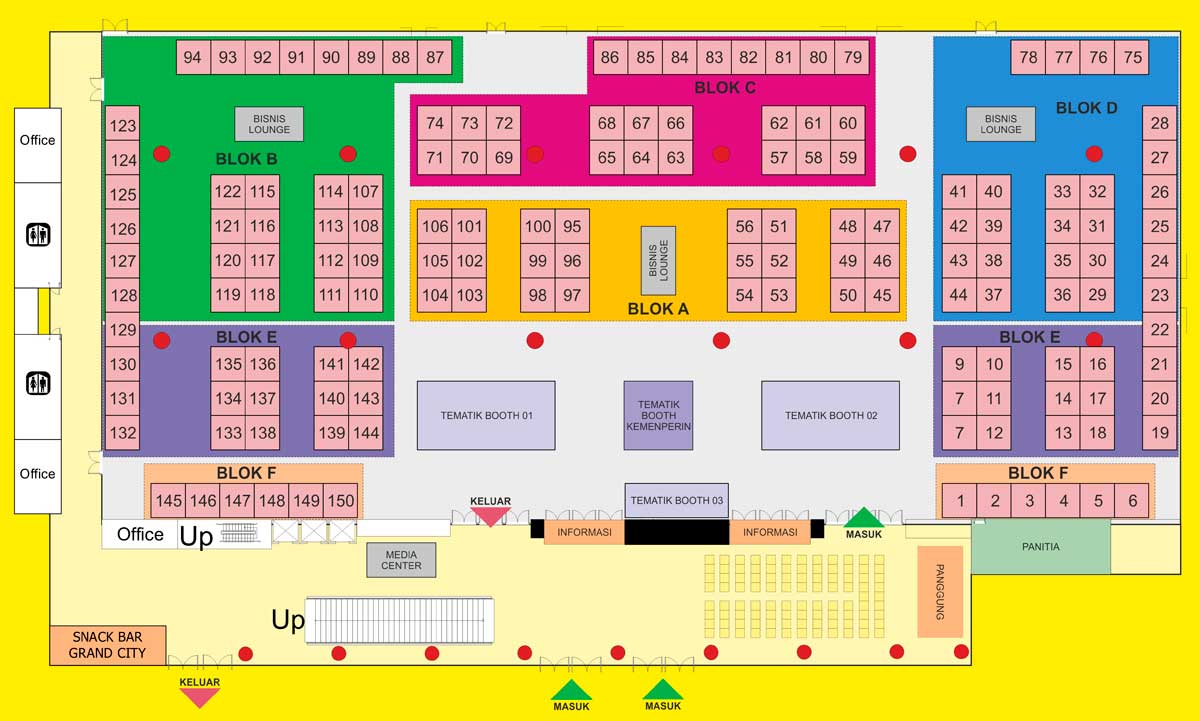 94 93 92 91 90 89 88 87
86 85 84 83 82 81 80 79
78 77 76 75
BLOK C
BLOK D
Office
123
BISNIS
LOUNGE
74 73 72
68 67 66
62 61 60
BISNIS
LOUNGE
28
124
BLOK B
71 70 69
65 64 63
57 58 59
27
125
122 115
114 107
41 40
33 32
26
126
121 116
113 108
106 101
100 95
BISNIS
LOUNGE
56 51
48 47
42 39
34 31
25
127
120 117
112 109
105 102
99 96
55 52
49 46
43 38
35 30
24
128
119 118
111 110
104 103
98 97
54 53
50 45
44 37
36 29
23
BLOK A
129
BLOK E
BLOK E
22
130
135 136
141 142
9 10
15 16
21
131
134 137
140 143
7 11
14 17
20
132
133 138
139 144
7 12
13 18
19
TEMATIK BOOTH 01
TEMATIK
BOOTH
KEMENPERIN
TEMATIK BOOTH 02
Office
BLOK F
BLOK F
145 146 147 148 149 150
KELUAR
TEMATIK BOOTH 03
1 2 3 4 5 6
Office
Up
INFORMASI
INFORMASI
MASUK
MEDIA
CENTER
PANITIA
PANGGUNG
Up
SNACK BAR
GRAND CITY
KELUAR
MASUK
MASUK